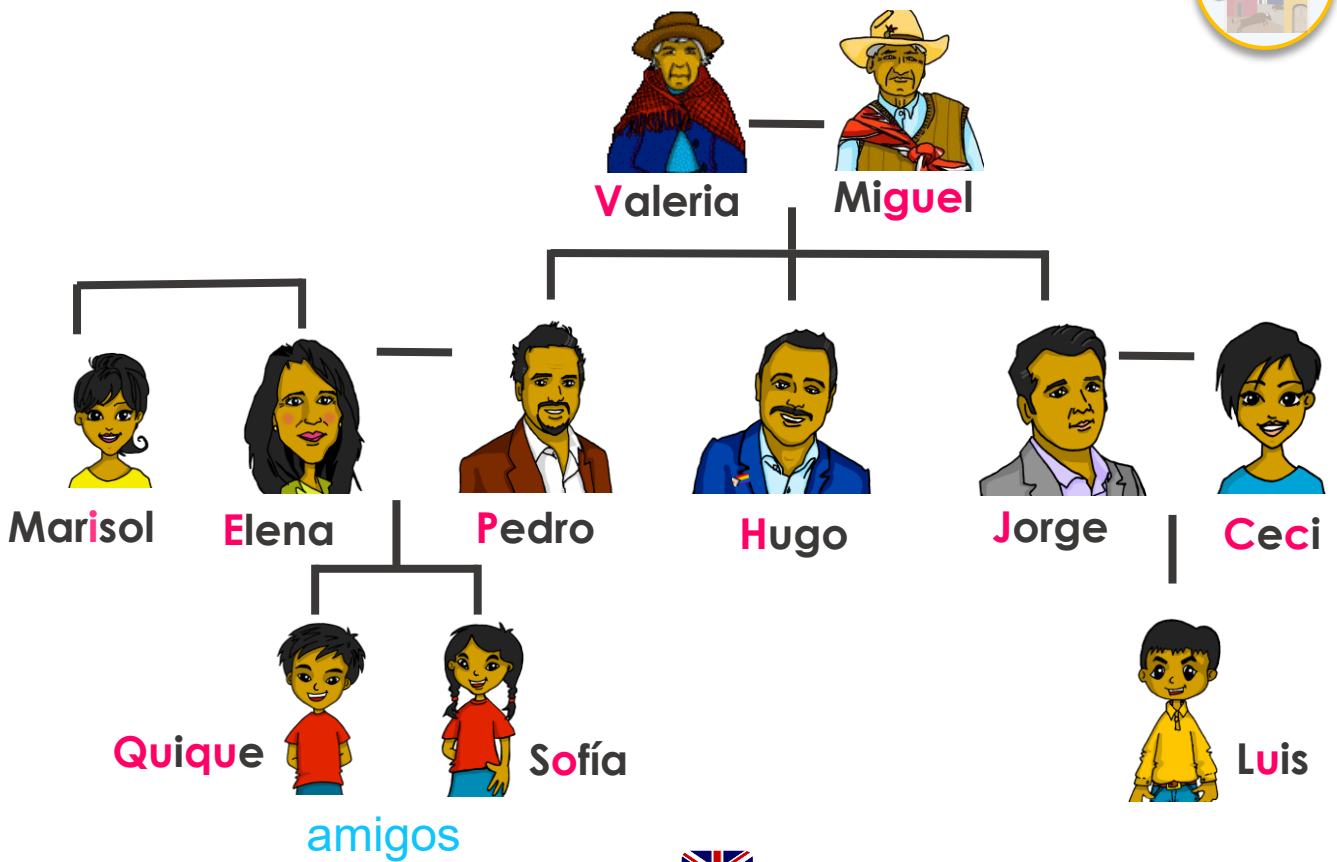 Valeria
Miguel
Marisol
Elena
Pedro
Hugo
Jorge
Ceci
Quique
Sofía
Luis
amigos